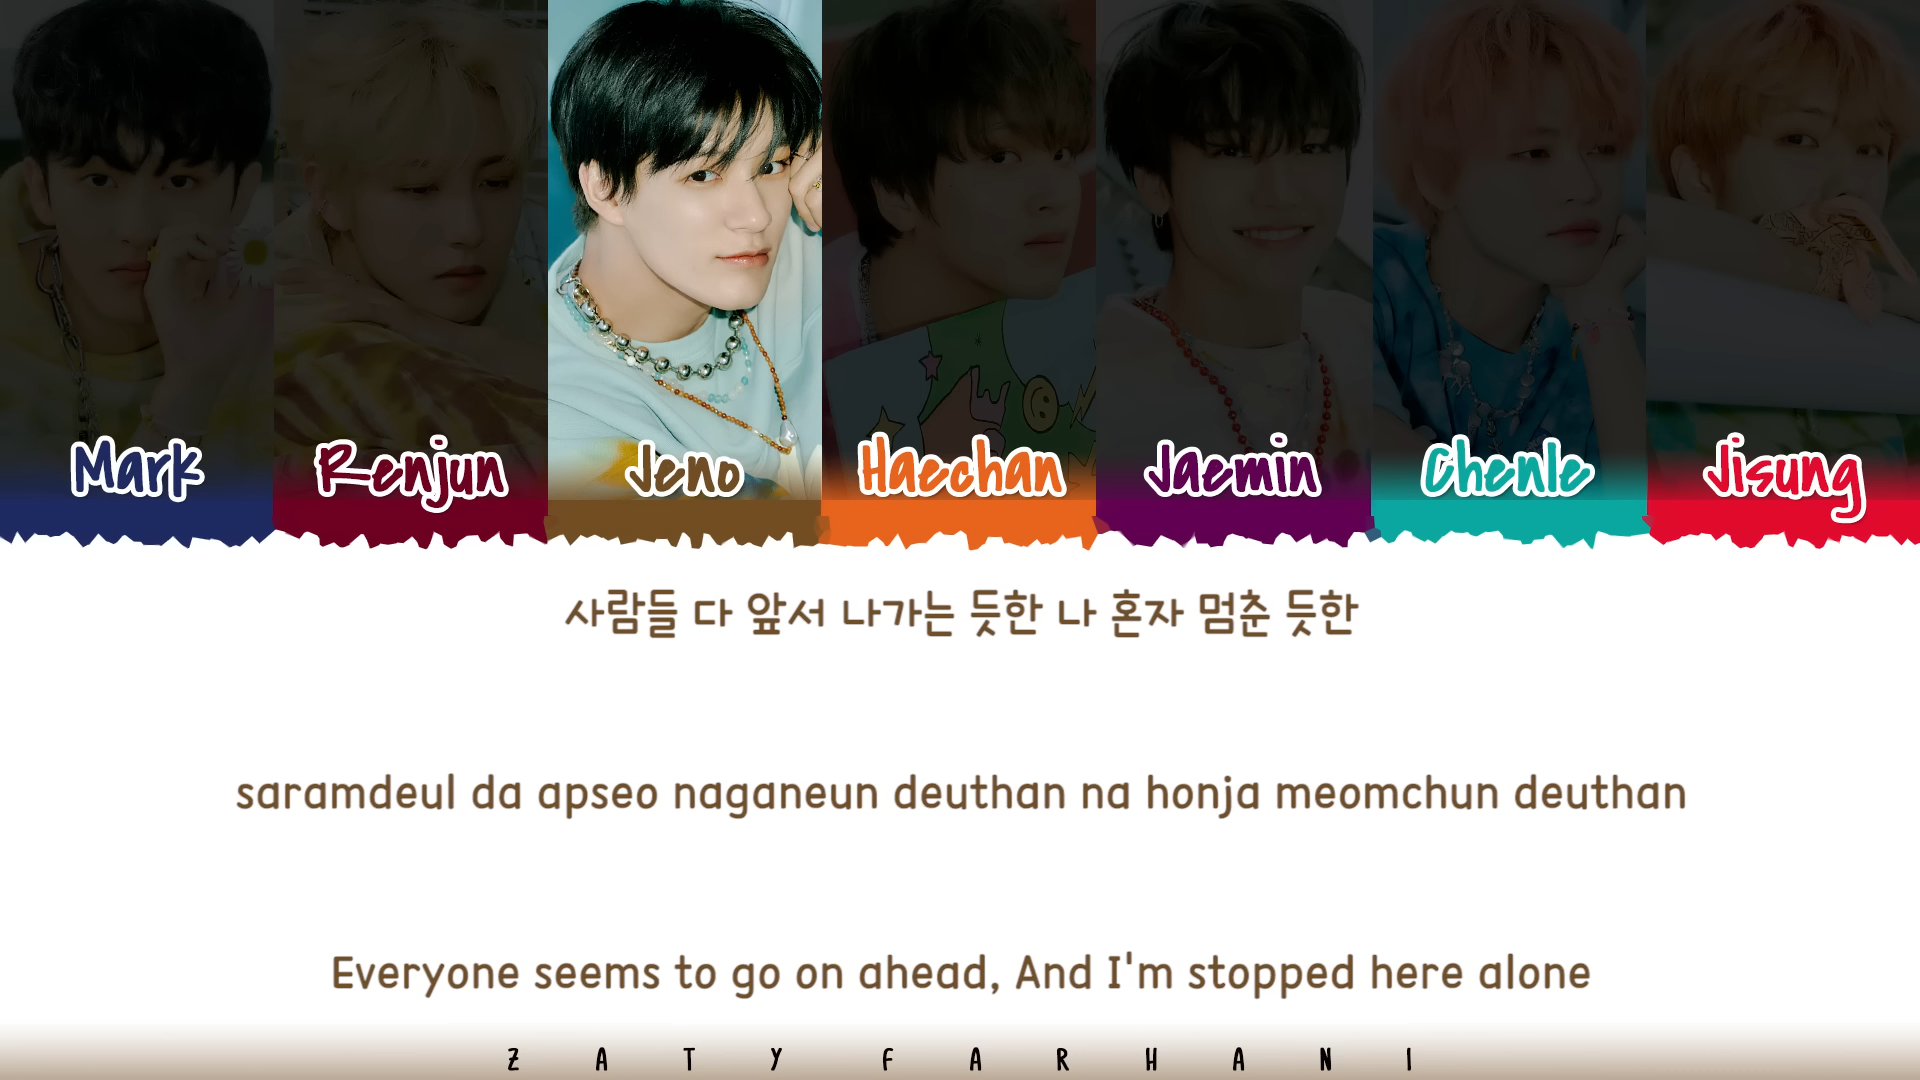 Mark Renjun Jeno Haechan Jaemin Chenle Jisung
사람들 다 앞서 나가는 듯한 나 혼자 멈춘 듯한
saramdeul da apseo naganeun deuthan na honja meomchun deuthan
Everyone seems to go on ahead, And I'm stopped here alone
ZATY FARHANI